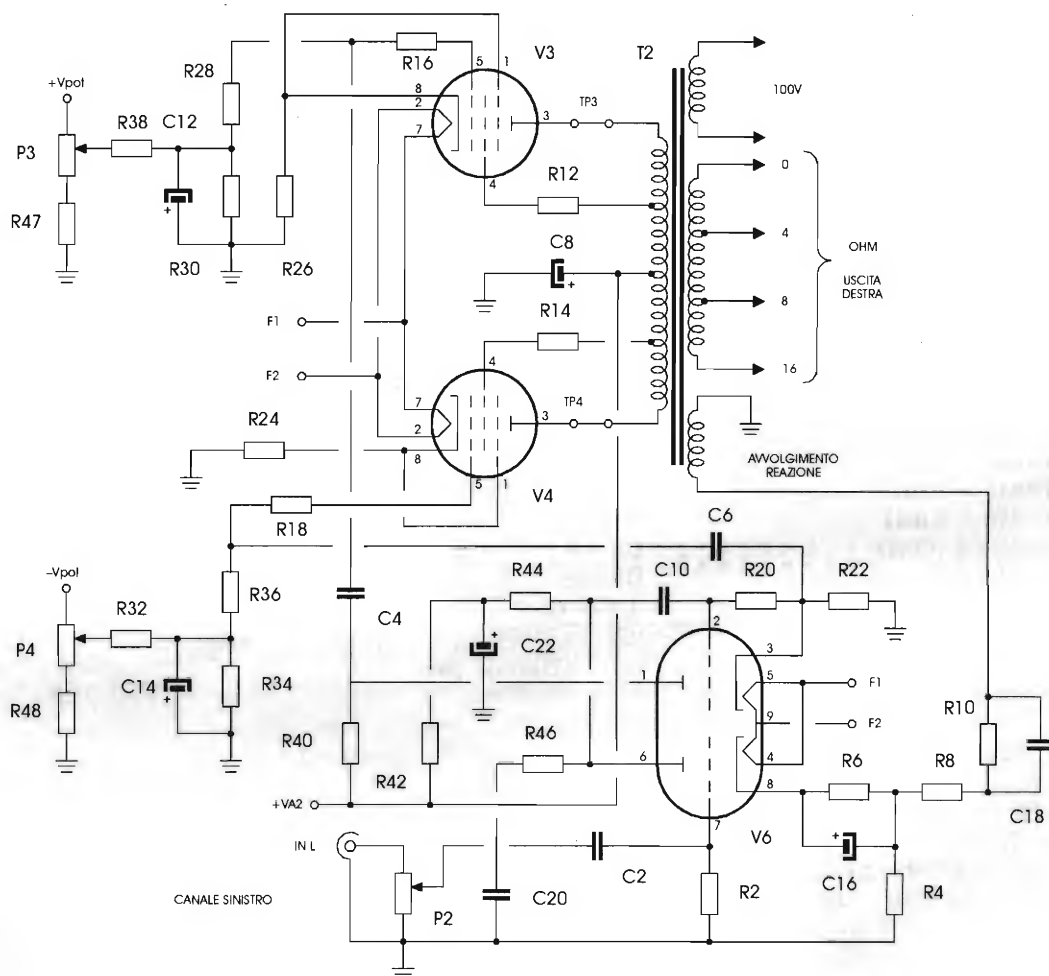 R16
5
1
V3
T2
R28
+Vpot
8
2
TP3
100V
P3
R38
C12
7
3
4
R12
0
R47
R30
R26
C8
4
OHM
USCITA
DESTRA
F1
R14
8
F2
4
16
7
TP4
2
3
R24
8
AVVOLGIMENTO
REAZIONE
5
1
V4
R18
C6
–Vpot
R36
R44
C10
R20
R22
R32
C4
2
P4
C22
3
C14
R34
1
5
F1
R48
R40
R42
R46
9
F2
R10
6
4
R6
R8
8
+VA2
C18
7
V6
IN L
C2
C16
R4
CANALE SINISTRO
P2
C20
R2
+
+
+
+
+
+